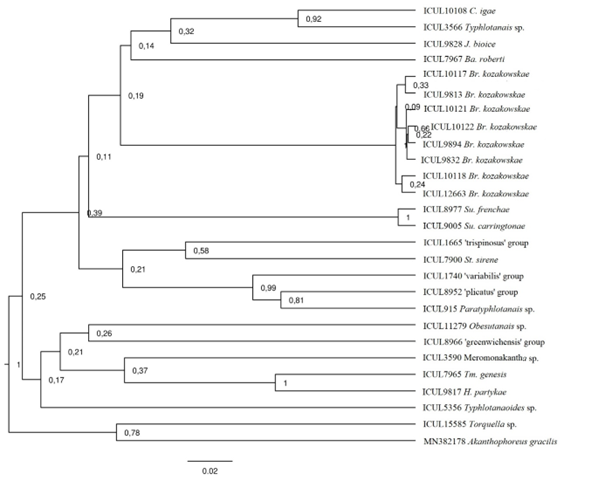 ICUL10108 C. igae
0,92
ICUL3566 Typhlotanais sp.
0,32
ICUL9828 J. bioice
0,14
ICUL7967 Ba. roberti
ICUL10117 Br. kozakowskae
0,33
0,19
ICUL9813 Br. kozakowskae
0,09
ICUL10121 Br. kozakowskae
ICUL10122 Br. kozakowskae
0,22
ICUL9894 Br. kozakowskae
0,11
ICUL9832 Br. kozakowskae
ICUL10118 Br. kozakowskae
0,24
ICUL12663 Br. kozakowskae
ICUL8977 Su. frenchae
0,39
1
ICUL9005 Su. carringtonae
ICUL1665 'trispinosus' group
0,58
ICUL7900 St. sirene
0,21
ICUL1740 'variabilis' group
0,99
ICUL8952 'plicatus' group
0,25
0,81
ICUL915 Paratyphlotanais sp.
ICUL11279 Obesutanais sp.
0,26
ICUL8966 'greenwichensis' group
0,21
ICUL3590 Meromonakantha sp.
1
0,37
ICUL7965 Tm. genesis
0,17
1
ICUL9817 H. partykae
ICUL5356 Typhlotanaoides sp.
ICUL15585 Torquella sp.
0,78
MN382178 Akanthophoreus gracilis
0.02